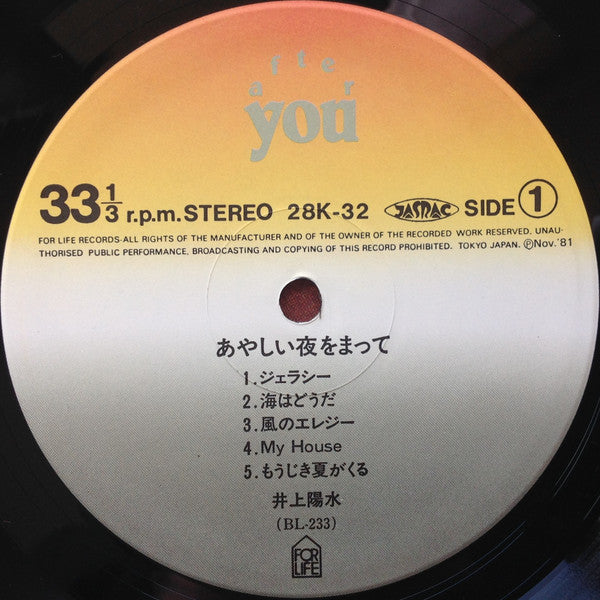 after
you
33 1/3 r.p.m. STEREO 28K-32 JASRAC SIDE ①
FOR LIFE RECORDS-ALL RIGHTS OF THE MANUFACTURER AND OF THE OWNER OF THE RECORDED WORK RESERVED. UNAU-
THORISED PUBLIC PERFORMANCE, BROADCASTING AND COPYING OF THIS RECORD PROHIBITED. TOKYO JAPAN. ℗Nov.'81
あやしい夜をまって
1.ジェラシー
2.海はどうだ
3.風のエレジー
4.My House
5.もうじき夏がくる
井上陽水
(BL-233)
FOR
LIFE